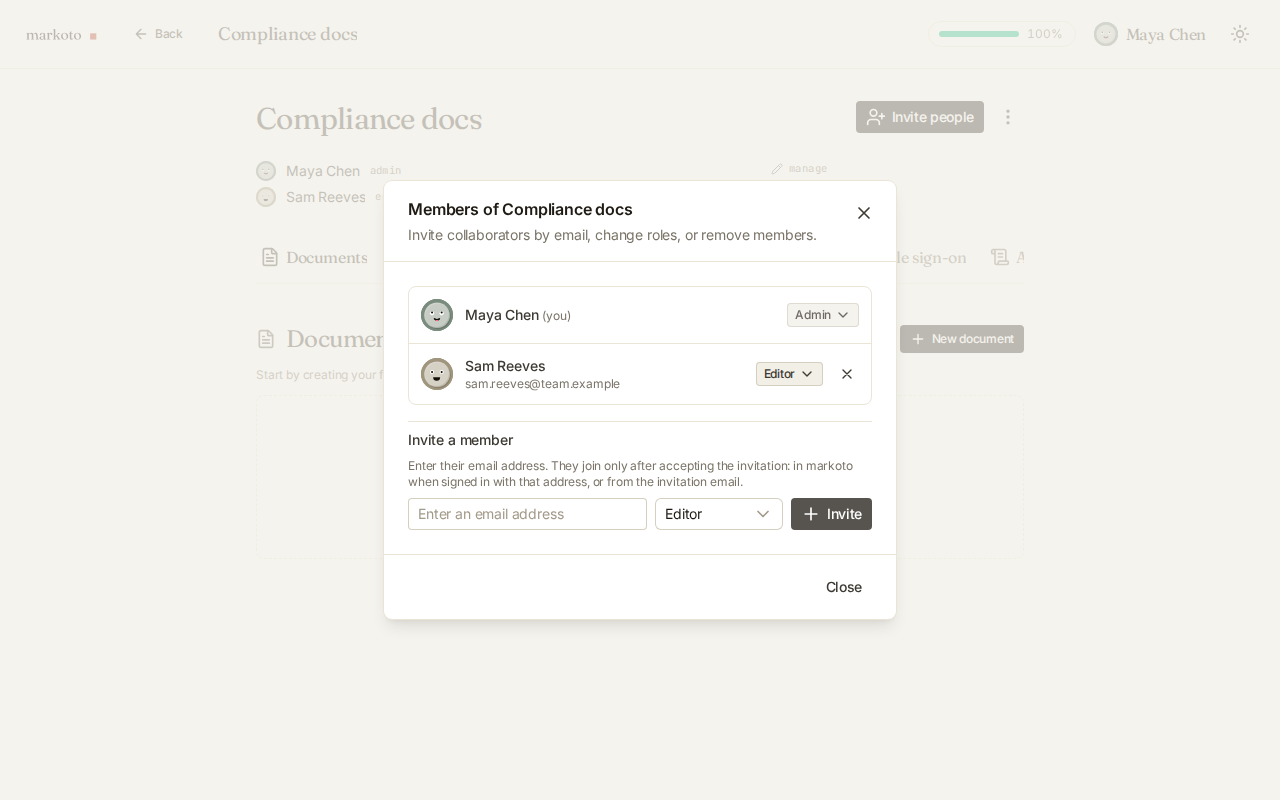 markoto
Back
Compliance docs
100%
Maya Chen
Compliance docs
Invite people
Maya Chen admin
manage
Sam Reeves
Members of Compliance docs
Invite collaborators by email, change roles, or remove members.
Documents
sign-on
Maya Chen (you)
Admin
New document
Start by creating your
Sam Reeves
sam.reeves@team.example
Editor
Invite a member
Enter their email address. They join only after accepting the invitation: in markoto
when signed in with that address, or from the invitation email.
Enter an email address
Editor
Invite
Close